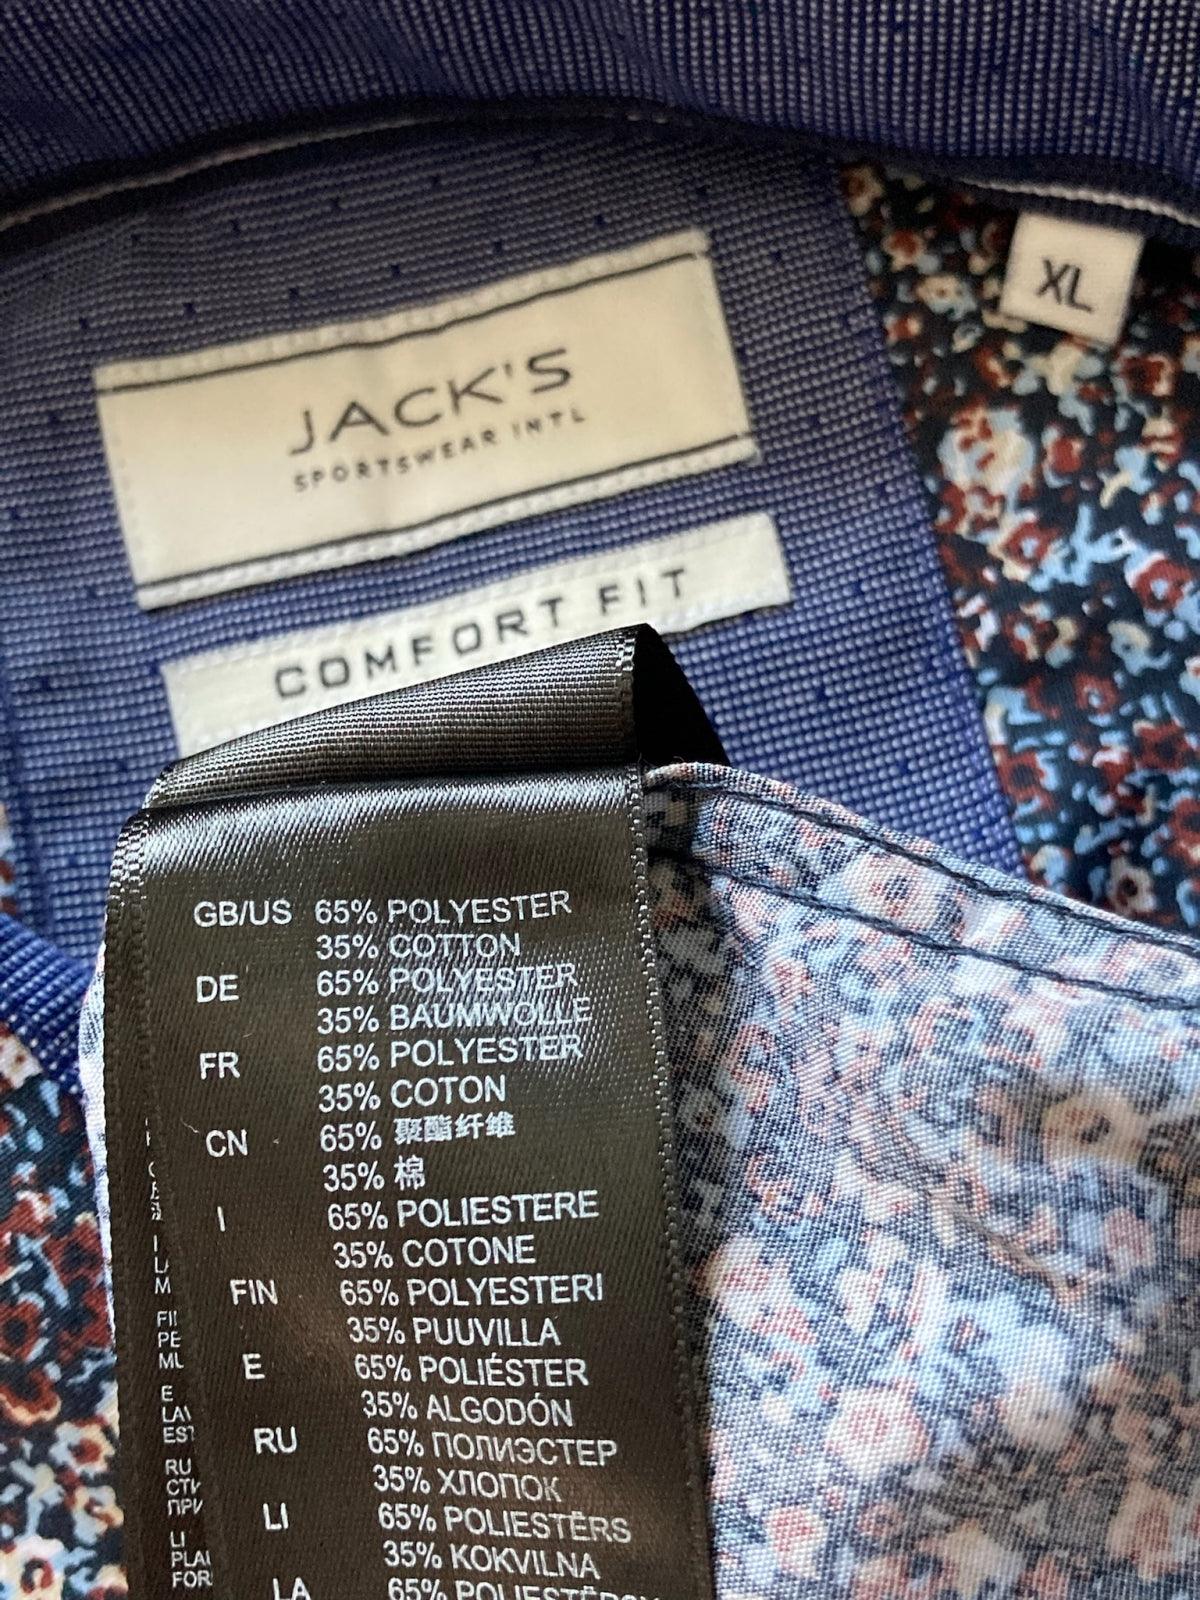 XL
JACK'S
SPORTSWEAR INTL
COMFORT FIT
GB/US 65% POLYESTER
35% COTTON
DE 65% POLYESTER
35% BAUMWOLLE
FR 65% POLYESTER
35% COTON
CN 65% 聚酯纤维
35% 棉
I 65% POLIESTERE
35% COTONE
FIN 65% POLYESTERI
35% PUUVILLA
E 65% POLIÉSTER
35% ALGODÓN
RU 65% ПОЛИЭСТЕР
35% ХЛОПОК
LI 65% POLIESTĒRS
35% KOKVILNA
LA 65%